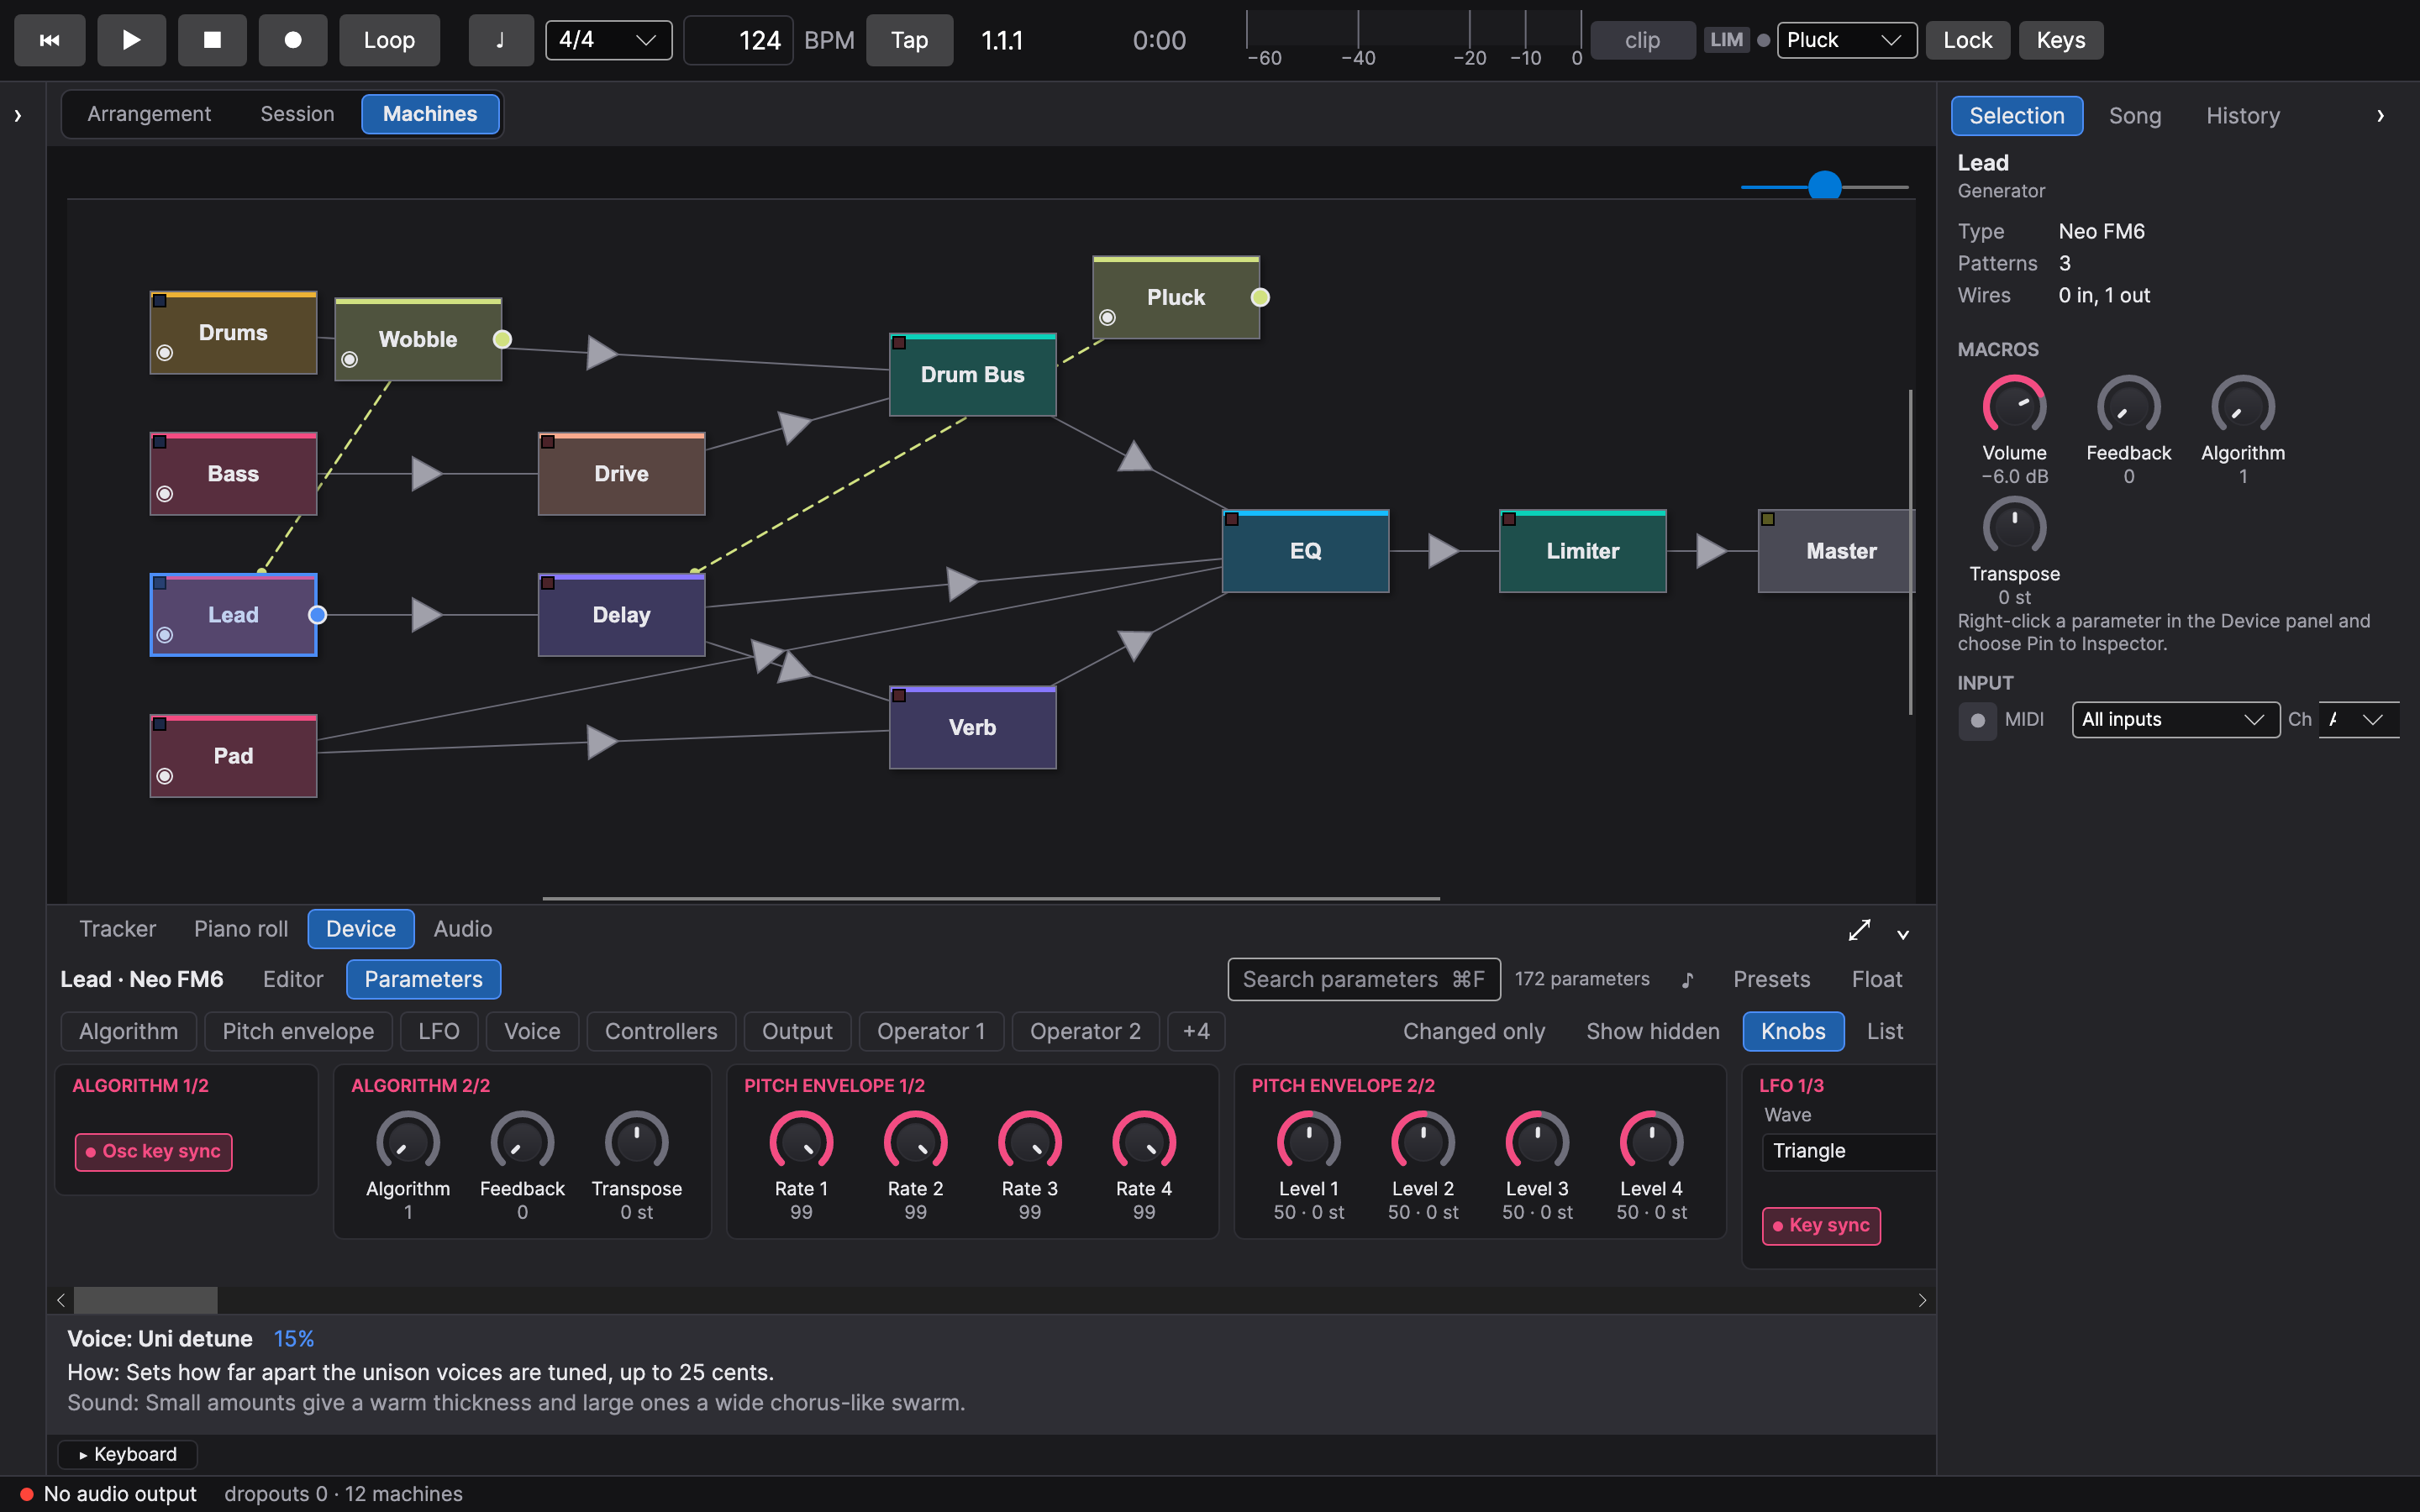 Loop
4/4
124 BPM
Tap
1.1.1
0:00
−60 −40 −20 −10 0
clip
LIM
Pluck
Lock
Keys
Arrangement Session Machines
Selection Song History
Lead
Generator
Type Neo FM6
Patterns 3
Wires 0 in, 1 out
MACROS
Volume Feedback Algorithm
−6.0 dB 0 1
Transpose
0 st
Right-click a parameter in the Device panel and
choose Pin to Inspector.
INPUT
MIDI All inputs Ch
Pluck
Drums
Wobble
Drum Bus
Bass
Drive
EQ
Limiter
Master
Lead
Delay
Verb
Pad
Tracker Piano roll Device Audio
Lead · Neo FM6 Editor Parameters
Search parameters ⌘F 172 parameters Presets Float
Algorithm Pitch envelope LFO Voice Controllers Output Operator 1 Operator 2 +4
Changed only Show hidden Knobs List
ALGORITHM 1/2
Osc key sync
ALGORITHM 2/2
Algorithm Feedback Transpose
1 0 0 st
PITCH ENVELOPE 1/2
Rate 1 Rate 2 Rate 3 Rate 4
99 99 99 99
PITCH ENVELOPE 2/2
Level 1 Level 2 Level 3 Level 4
50 · 0 st 50 · 0 st 50 · 0 st 50 · 0 st
LFO 1/3
Wave
Triangle
Key sync
Voice: Uni detune 15%
How: Sets how far apart the unison voices are tuned, up to 25 cents.
Sound: Small amounts give a warm thickness and large ones a wide chorus-like swarm.
Keyboard
No audio output dropouts 0 · 12 machines